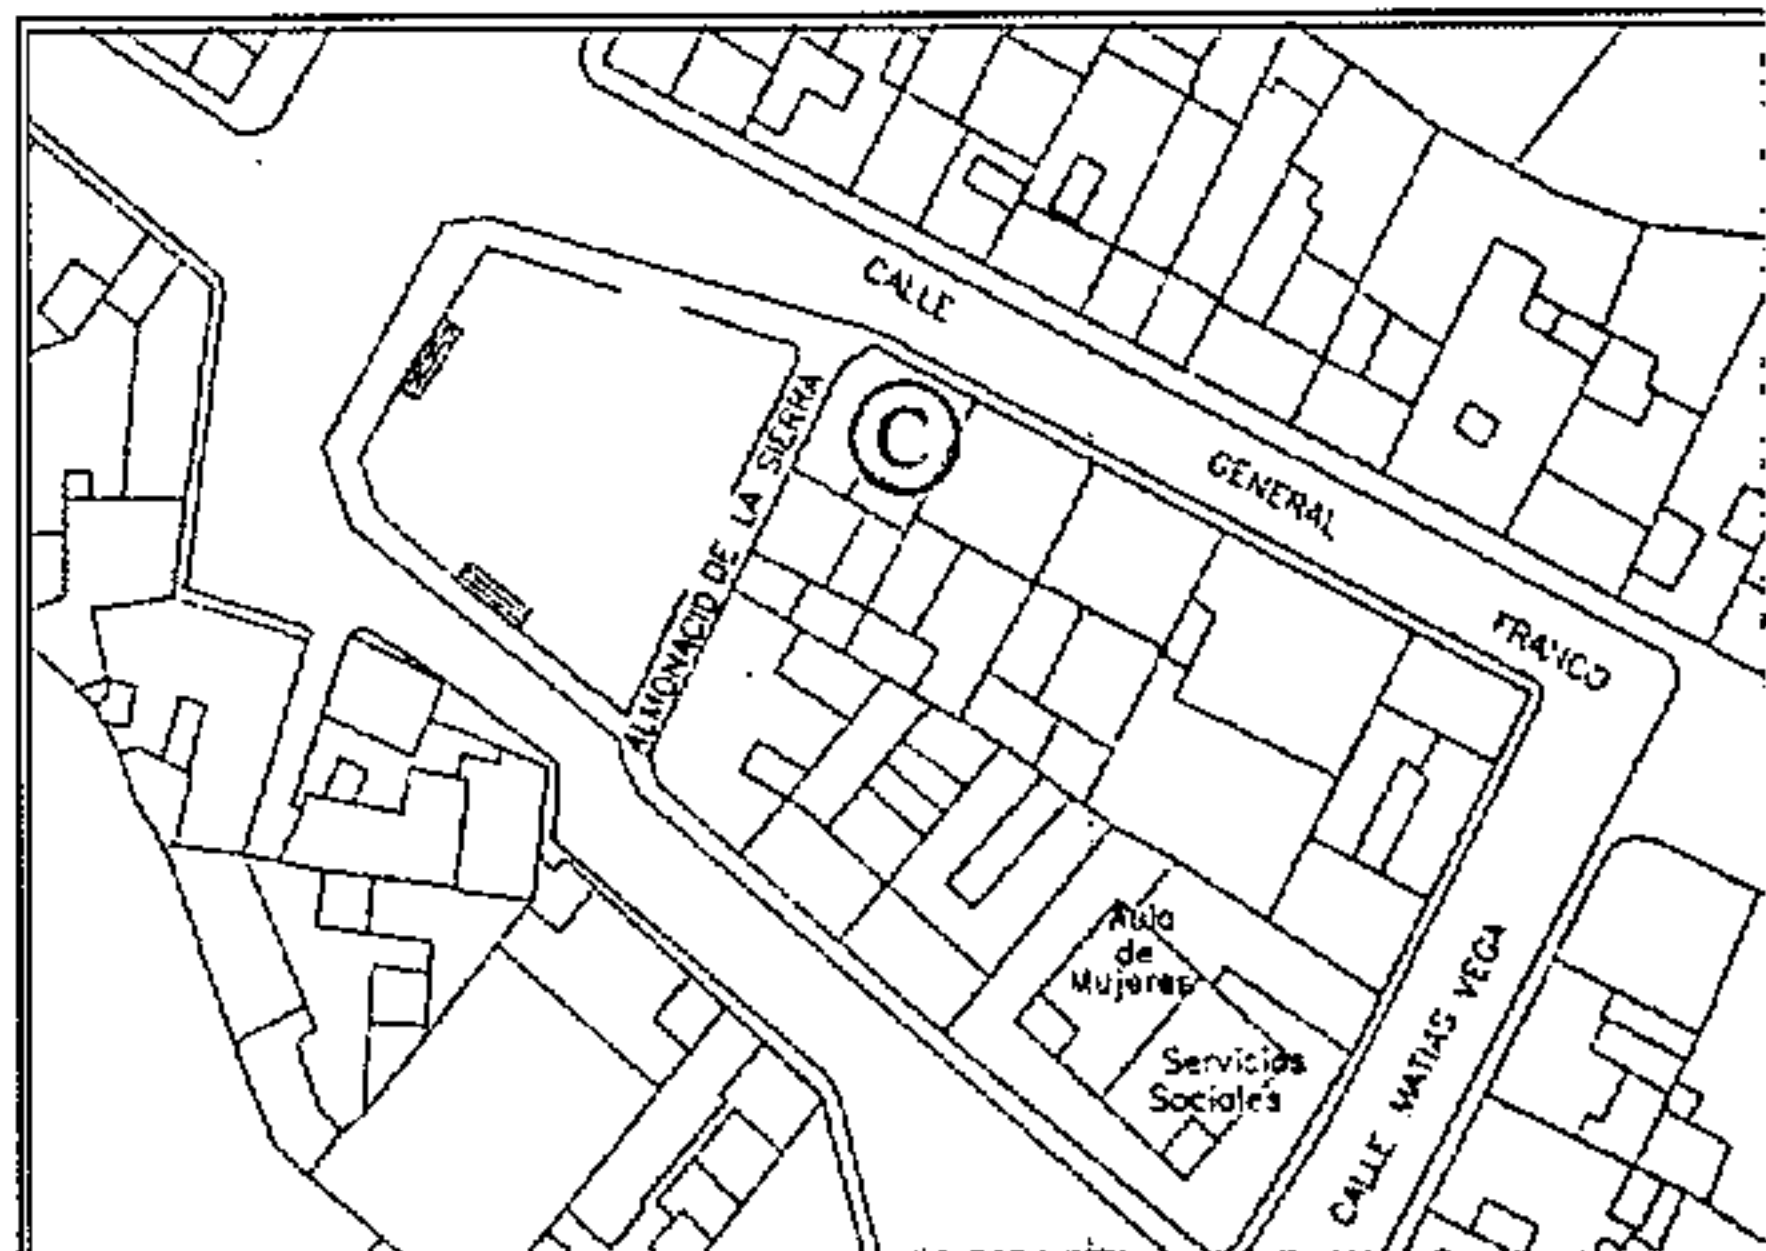 CALLE GENERAL FRANCO
C
ALMONACID DE LA SIERRA
Aula
de
Mujeres
Servicios
Sociales
CALLE MATIAS VEGA